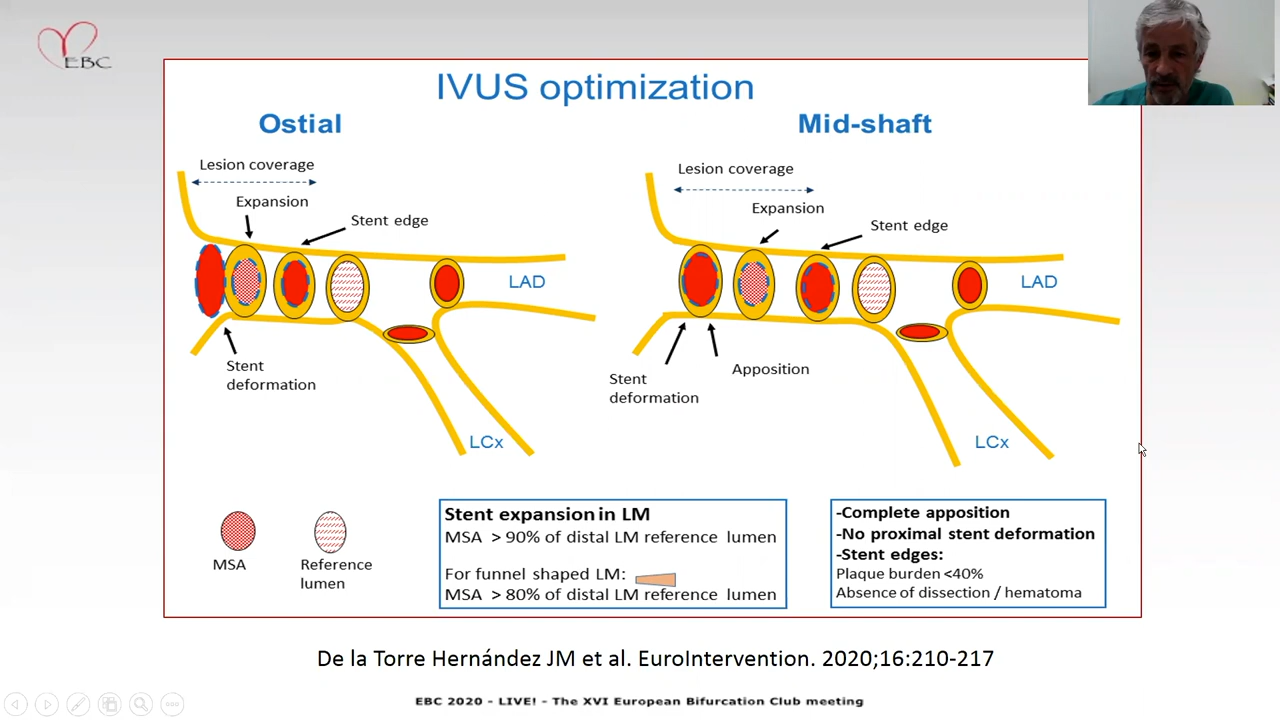 EBC
IVUS optimization
Ostial
Lesion coverage
Expansion
Stent edge
LAD
Stent
deformation
LCx
Mid-shaft
Lesion coverage
Expansion
Stent edge
LAD
Apposition
Stent
deformation
LCx
MSA
Reference
lumen
Stent expansion in LM
MSA > 90% of distal LM reference lumen
For funnel shaped LM:
MSA > 80% of distal LM reference lumen
-Complete apposition
-No proximal stent deformation
-Stent edges:
Plaque burden <40%
Absence of dissection / hematoma
De la Torre Hernández JM et al. EuroIntervention. 2020;16:210-217
EBC 2020 - LIVE! - The XVI European Bifurcation Club meeting